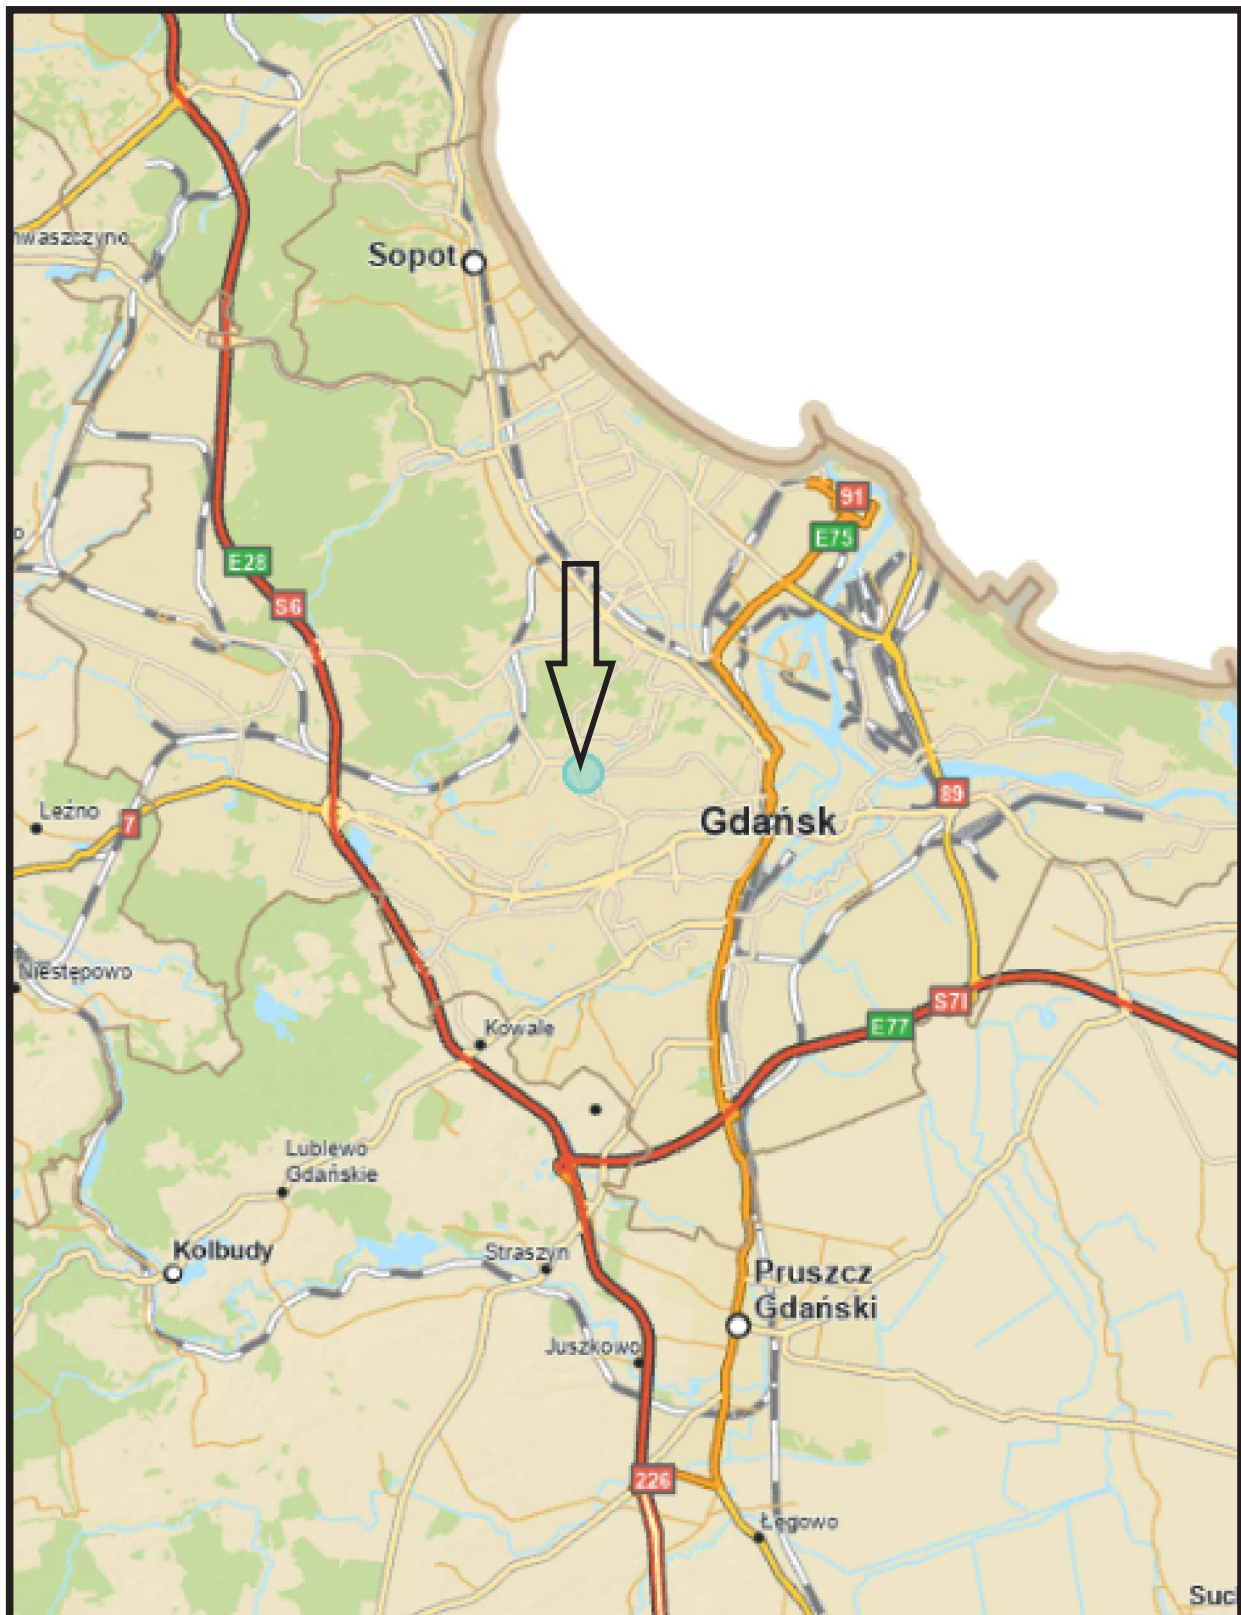 waszczyno
Sopot
91
E75
E28
S6
Leźno
7
89
Gdańsk
Niestępowo
S7
E77
Kowale
Lublewo
Gdańskie
Kolbudy
Straszyn
Pruszcz
Gdański
Juszkowo
226
Łęgowo
Suc